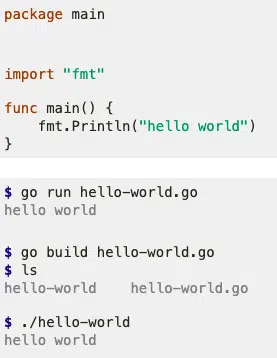 package main
import "fmt"
func main() {
    fmt.Println("hello world")
}
$ go run hello-world.go
hello world
$ go build hello-world.go
$ ls
hello-world    hello-world.go
$ ./hello-world
hello world